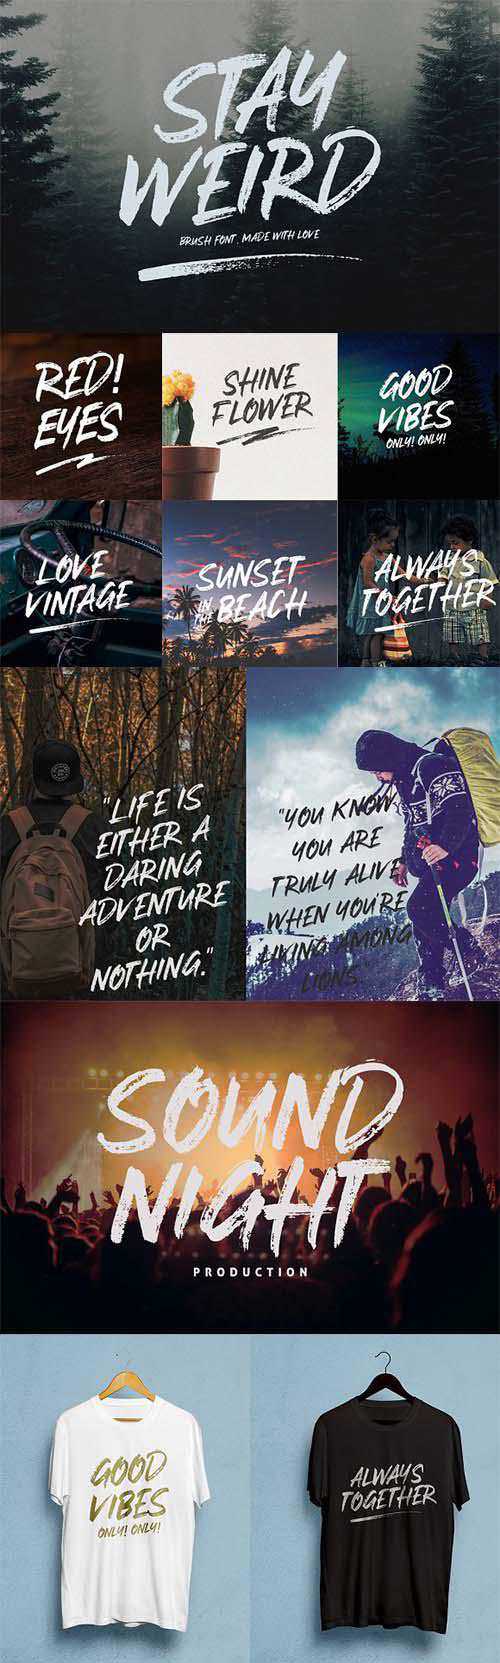 STAY
WEIRD
BRUSH FONT, MADE WITH LOVE
RED!
EYES
SHINE
FLOWER
GOOD
VIBES
ONLY! ONLY!
LOVE
VINTAGE
SUNSET
IN THE BEACH
ALWAYS
TOGETHER
"LIFE IS
EITHER A
DARING
ADVENTURE
OR
NOTHING."
"YOU KNOW
YOU ARE
TRULY ALIVE
WHEN YOU'RE
LIVING AMONG
LIONS"
SOUND
NIGHT
PRODUCTION
GOOD
VIBES
ONLY! ONLY!
ALWAYS
TOGETHER